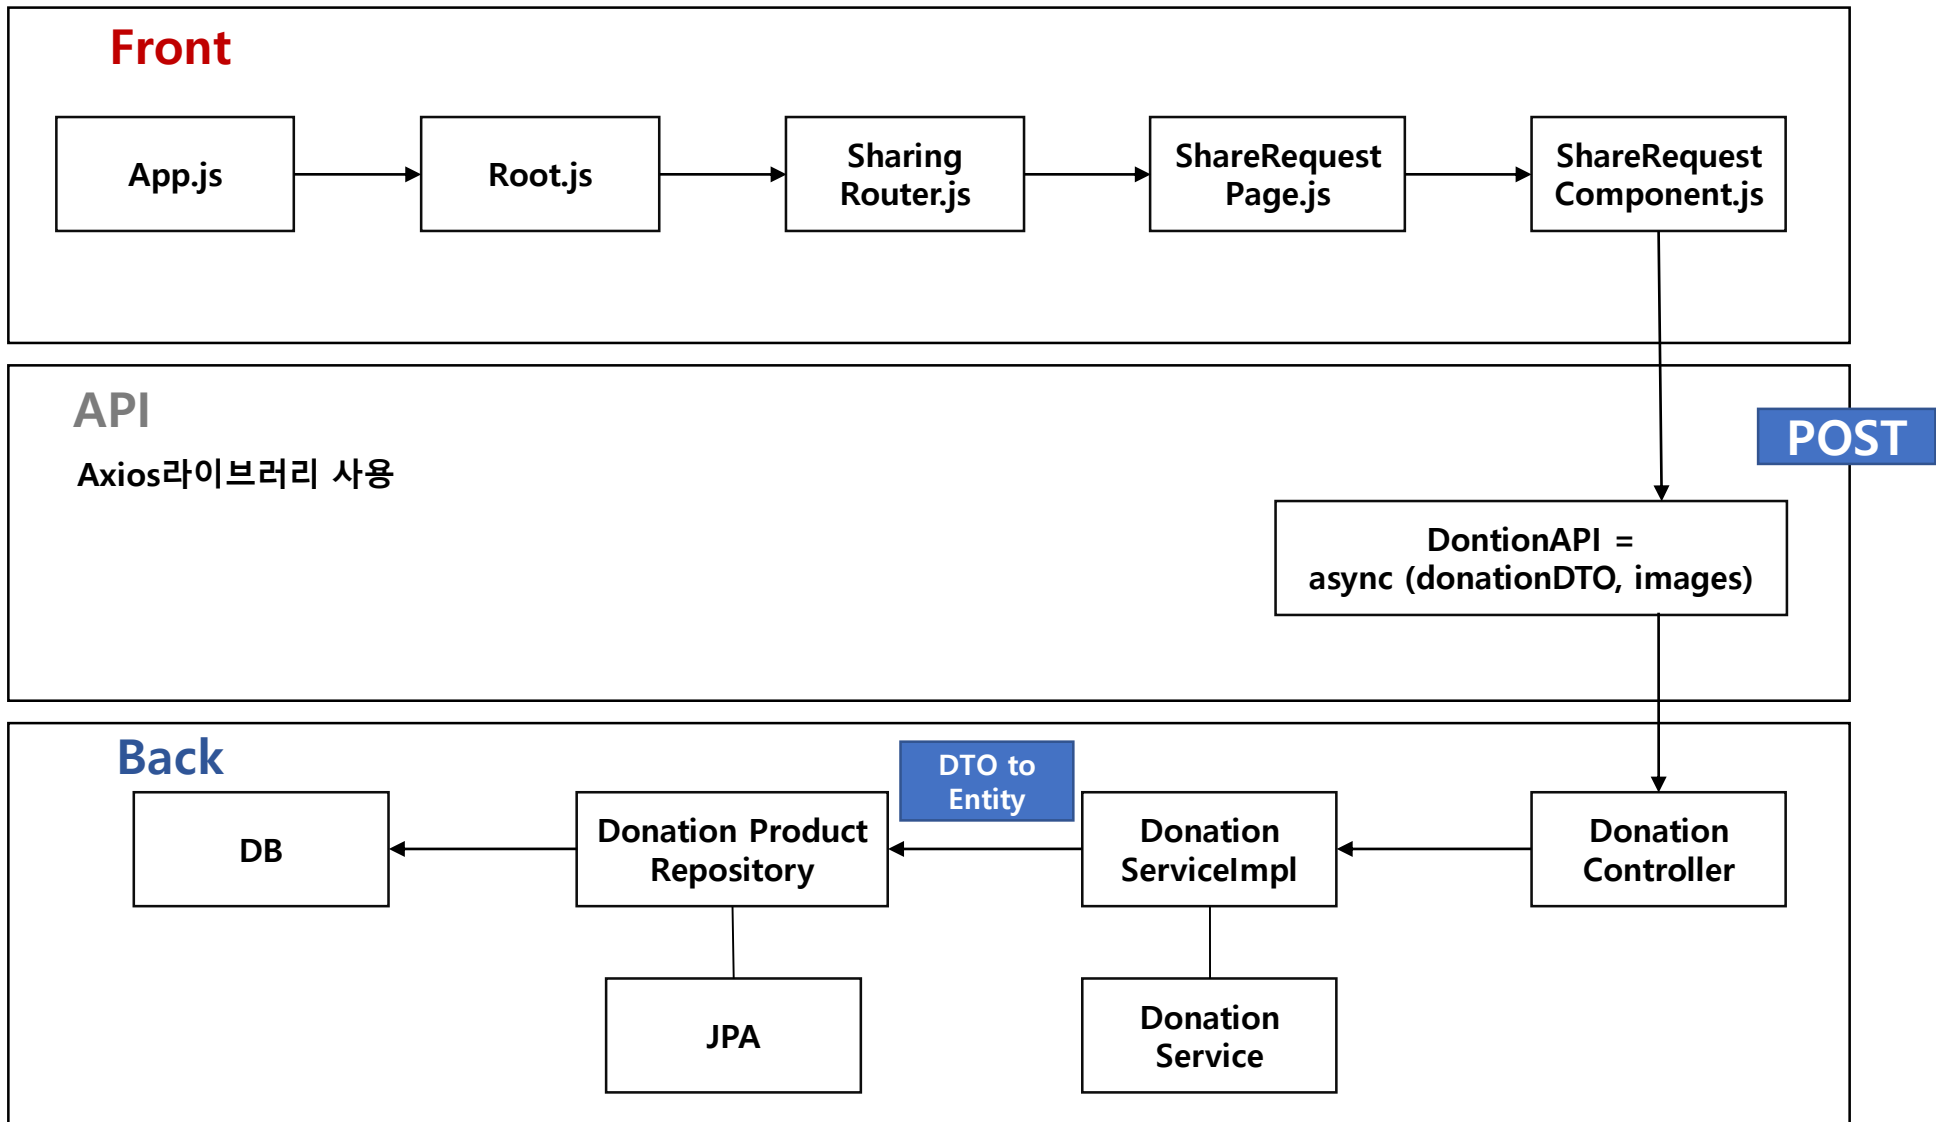 Front
App.js
Root.js
Sharing
Router.js
ShareRequest
Page.js
ShareRequest
Component.js
API
Axios라이브러리 사용
POST
DontionAPI =
async (donationDTO, images)
Back
DB
Donation Product
Repository
DTO to
Entity
Donation
ServiceImpl
Donation
Controller
JPA
Donation
Service